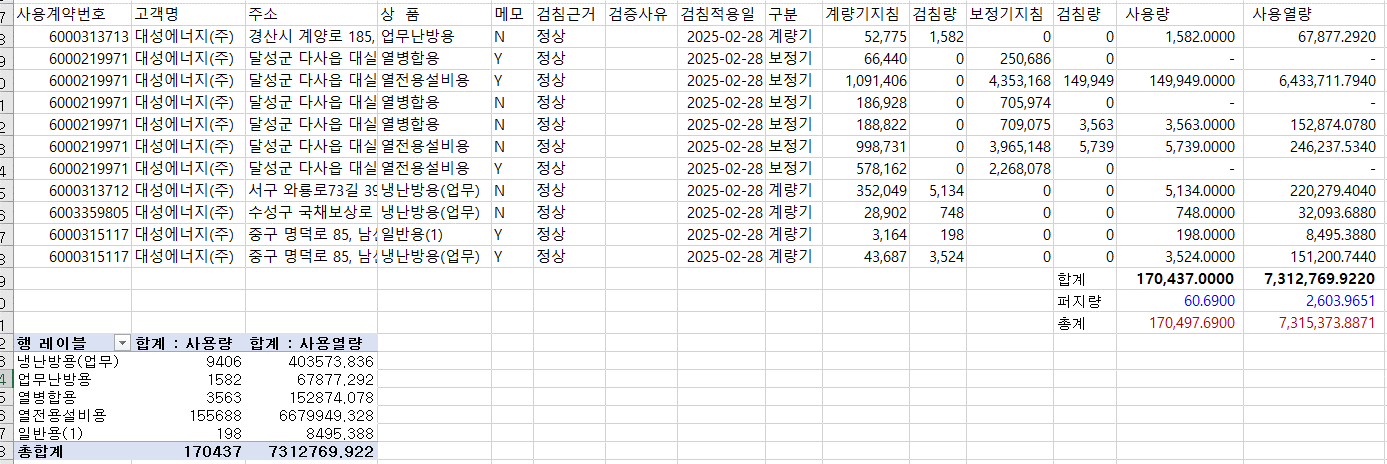 사용계약번호 고객명 주소 상 품 메모 검침근거 검증사유 검침적용일 구분 계량기지침 검침량 보정기지침 검침량 사용량 사용열량
6000313713 대성에너지(주) 경산시 계양로 185, 업무난방용 N 정상 2025-02-28 계량기 52,775 1,582 0 0 1,582.0000 67,877.2920
6000219971 대성에너지(주) 달성군 다사읍 대실 열병합용 Y 정상 2025-02-28 보정기 66,440 0 250,686 0 - -
6000219971 대성에너지(주) 달성군 다사읍 대실 열전용설비용 Y 정상 2025-02-28 보정기 1,091,406 0 4,353,168 149,949 149,949.0000 6,433,711.7940
6000219971 대성에너지(주) 달성군 다사읍 대실 열병합용 N 정상 2025-02-28 보정기 186,928 0 705,974 0 - -
6000219971 대성에너지(주) 달성군 다사읍 대실 열병합용 N 정상 2025-02-28 보정기 188,822 0 709,075 3,563 3,563.0000 152,874.0780
6000219971 대성에너지(주) 달성군 다사읍 대실 열전용설비용 N 정상 2025-02-28 보정기 998,731 0 3,965,148 5,739 5,739.0000 246,237.5340
6000219971 대성에너지(주) 달성군 다사읍 대실 열전용설비용 Y 정상 2025-02-28 보정기 578,162 0 2,268,078 0 - -
6000313712 대성에너지(주) 서구 와룡로73길 39 냉난방용(업무) N 정상 2025-02-28 계량기 352,049 5,134 0 0 5,134.0000 220,279.4040
6003359805 대성에너지(주) 수성구 국채보상로 냉난방용(업무) N 정상 2025-02-28 계량기 28,902 748 0 0 748.0000 32,093.6880
6000315117 대성에너지(주) 중구 명덕로 85, 남산 일반용(1) Y 정상 2025-02-28 계량기 3,164 198 0 0 198.0000 8,495.3880
6000315117 대성에너지(주) 중구 명덕로 85, 남산 냉난방용(업무) Y 정상 2025-02-28 계량기 43,687 3,524 0 0 3,524.0000 151,200.7440
합계 170,437.0000 7,312,769.9220
퍼지량 60.6900 2,603.9651
총계 170,497.6900 7,315,373.8871
행 레이블 합계 : 사용량 합계 : 사용열량
냉난방용(업무) 9406 403573.836
업무난방용 1582 67877.292
열병합용 3563 152874.078
열전용설비용 155688 6679949.328
일반용(1) 198 8495.388
총합계 170437 7312769.922